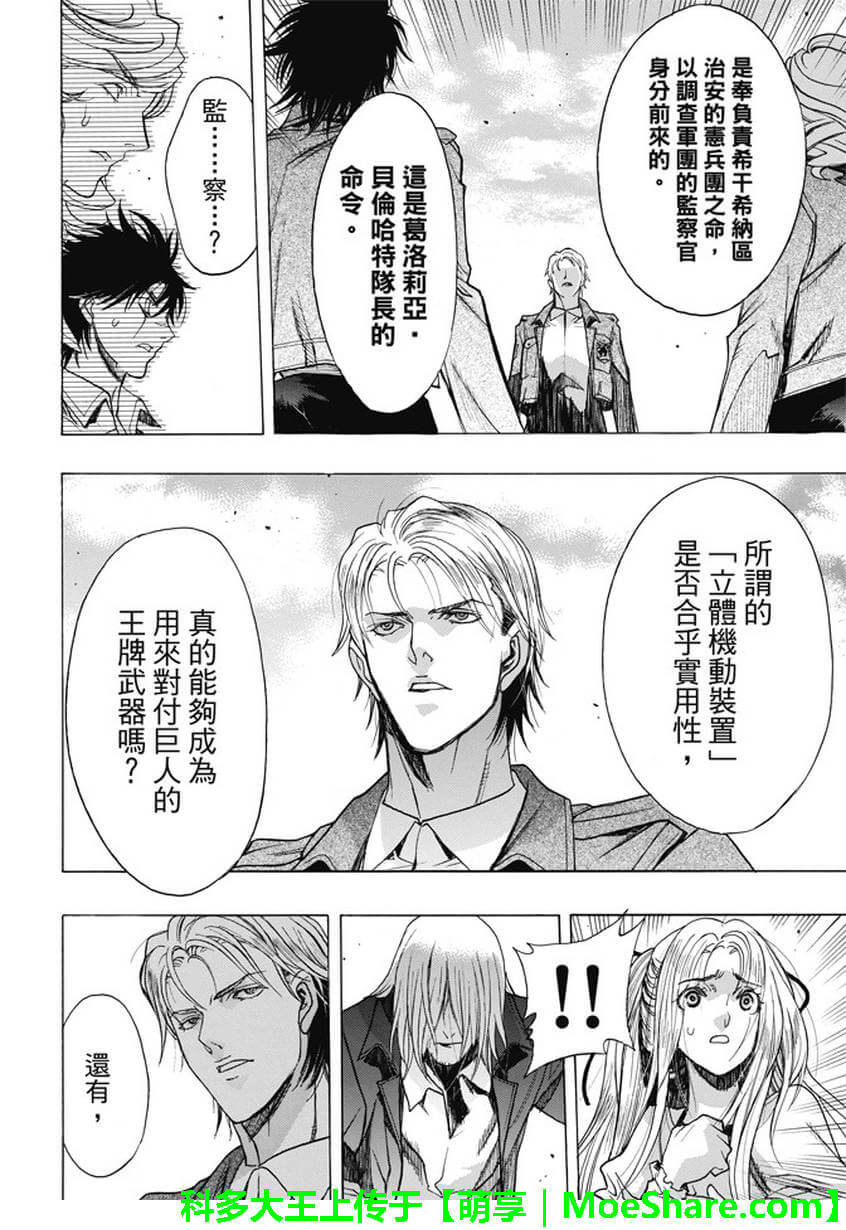 是奉負責希干希納區
治安的憲兵團之命，
以調查軍團的監察官
身分前來的。
這是葛洛莉亞·
貝倫哈特隊長的
命令。
監……察…？
所謂的
「立體機動裝置」
是否合乎實用性，
真的能夠成為
用來對付巨人的
王牌武器嗎？
!!
還有，
科多大王上传于【萌享|MoeShare.com】